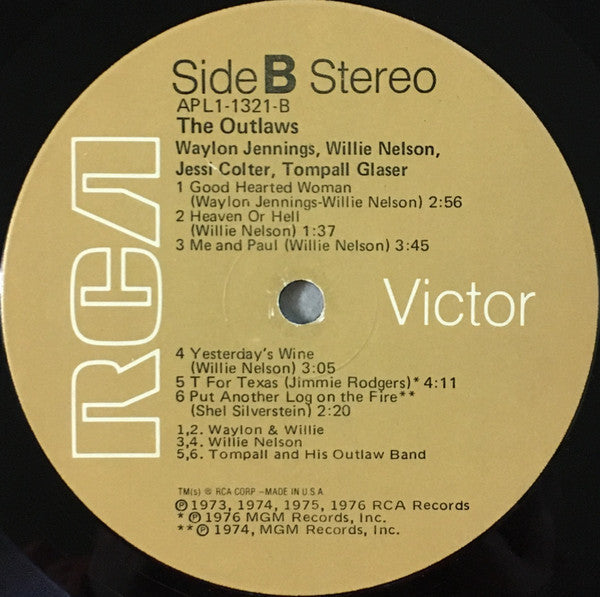 Side B Stereo
APL1-1321-B
The Outlaws
Waylon Jennings, Willie Nelson,
Jessi Colter, Tompall Glaser
1 Good Hearted Woman
(Waylon Jennings-Willie Nelson) 2:56
2 Heaven Or Hell
(Willie Nelson) 1:37
3 Me and Paul (Willie Nelson) 3:45
RCA
Victor
4 Yesterday's Wine
(Willie Nelson) 3:05
5 T For Texas (Jimmie Rodgers)* 4:11
6 Put Another Log on the Fire**
(Shel Silverstein) 2:20
1,2. Waylon & Willie
3,4. Willie Nelson
5,6. Tompall and His Outlaw Band
TM(s) ® RCA CORP -MADE IN U.S.A
℗ 1973, 1974, 1975, 1976 RCA Records
* ℗ 1976 MGM Records, Inc.
** ℗ 1974, MGM Records, Inc.